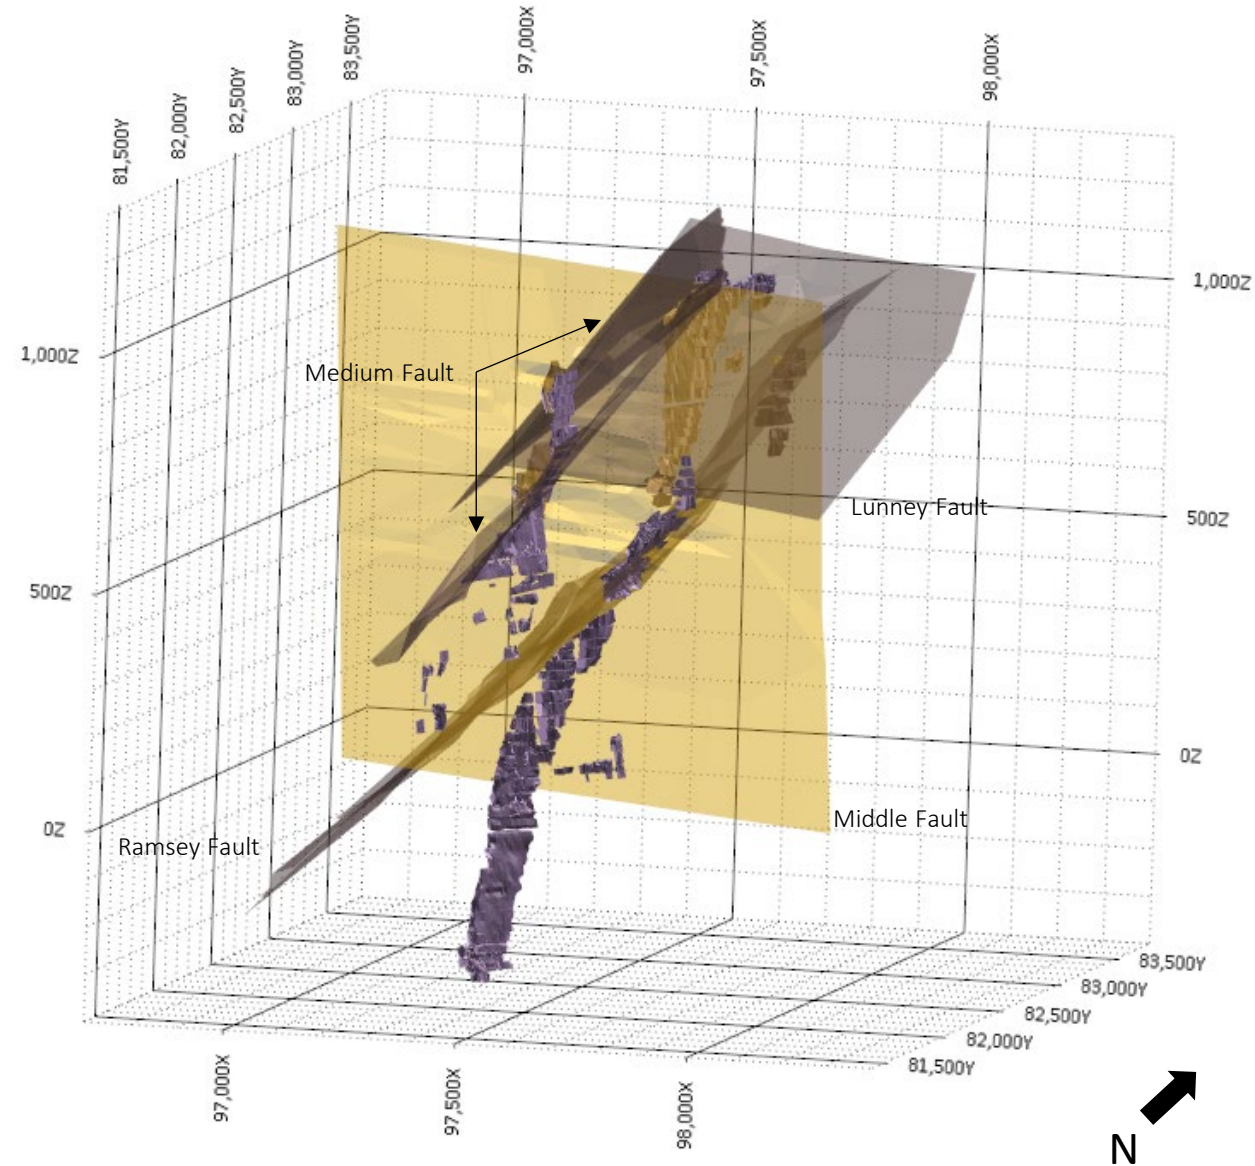 81,500Y
82,000Y
82,500Y
83,000Y
83,500Y
97,000X
97,500X
98,000X
1,000Z
1,000Z
Medium Fault
Lunney Fault
500Z
500Z
0Z
Middle Fault
0Z
Ramsey Fault
83,500Y
83,000Y
82,500Y
82,000Y
81,500Y
97,000X
97,500X
98,000X
N